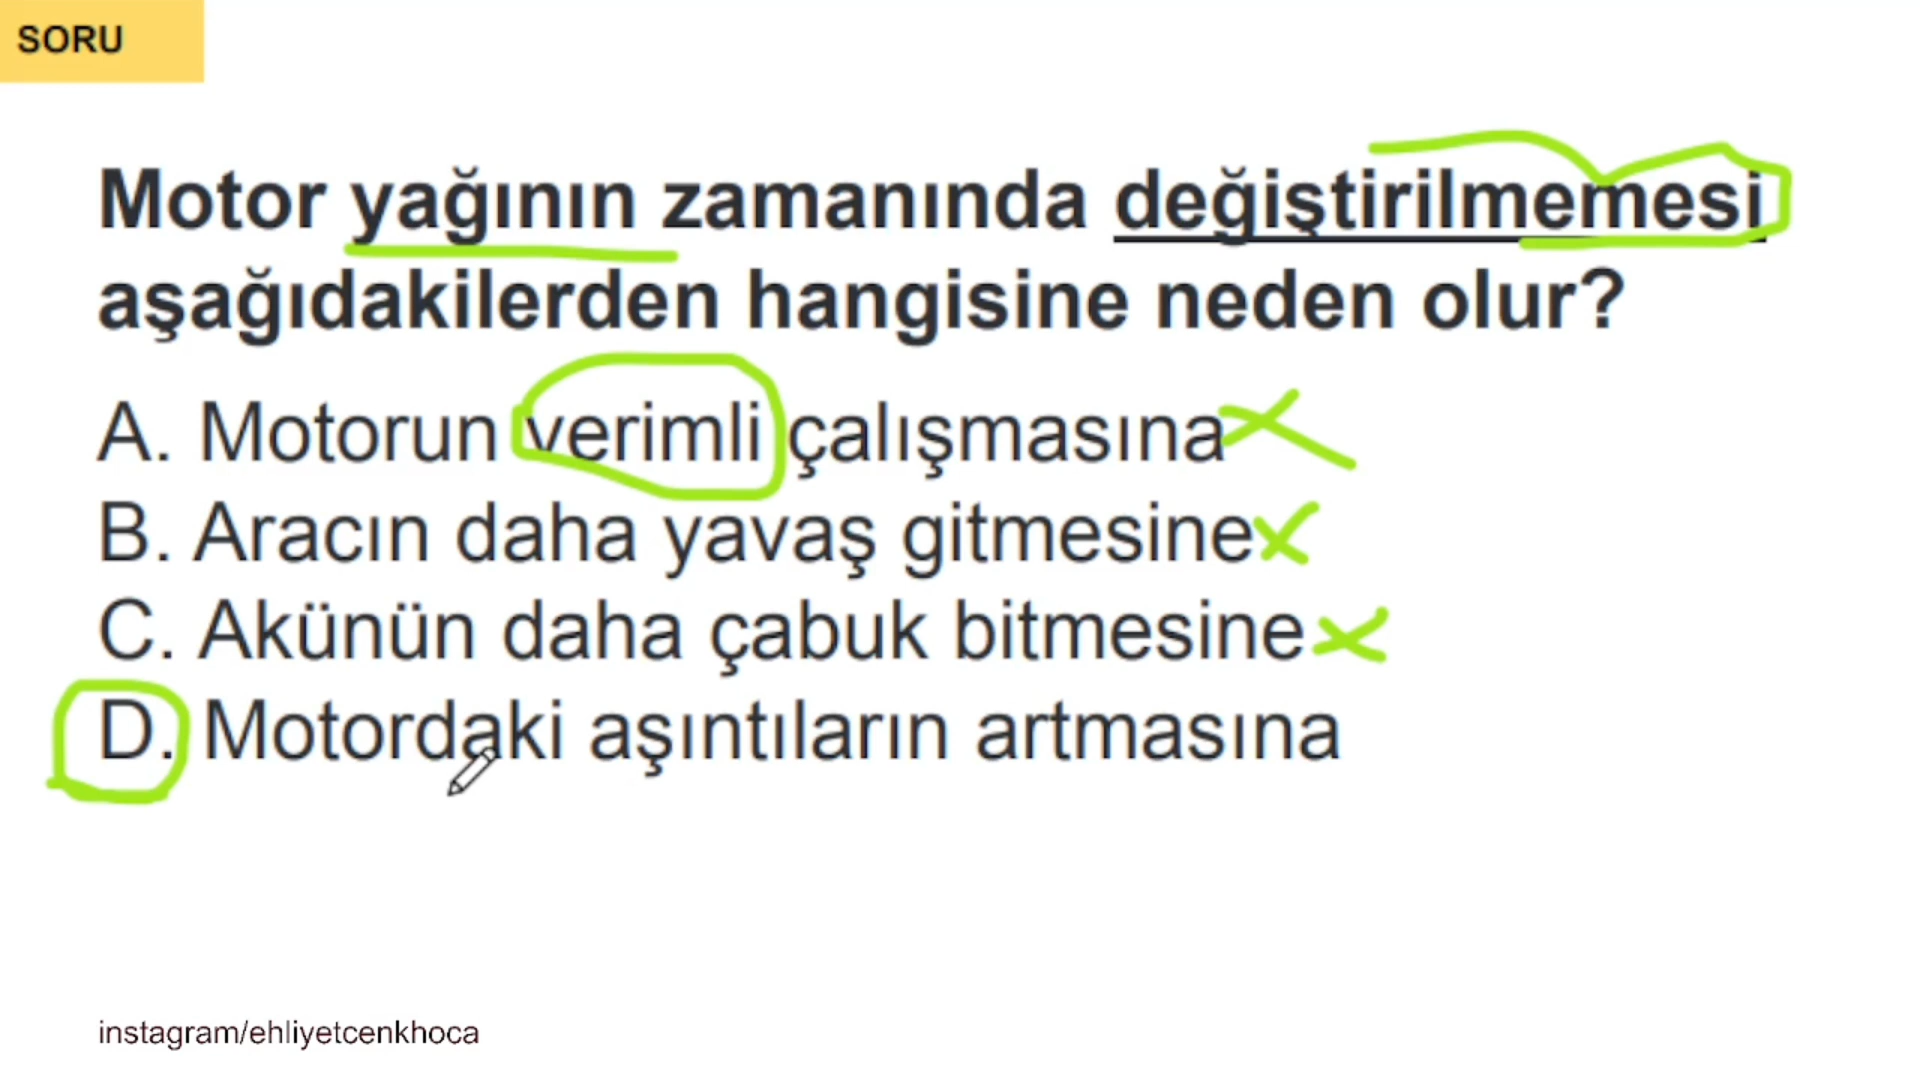 SORU
Motor yağının zamanında değiştirilmemesi
aşağıdakilerden hangisine neden olur?
A. Motorun verimli çalışmasına
B. Aracın daha yavaş gitmesine
C. Akünün daha çabuk bitmesine
D. Motordaki aşıntıların artmasına
instagram/ehliyetcenkhoca